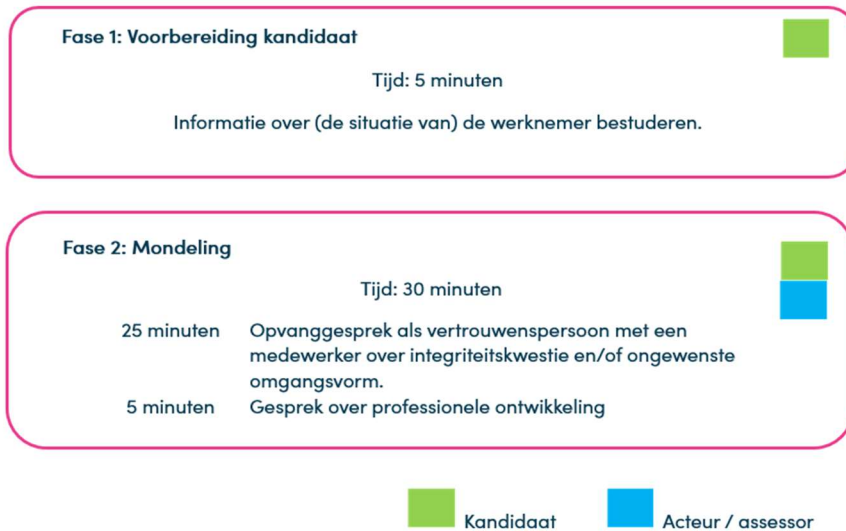 Fase 1: Voorbereiding kandidaat
Tijd: 5 minuten
Informatie over (de situatie van) de werknemer bestuderen.
Fase 2: Mondeling
Tijd: 30 minuten
25 minuten Opvanggesprek als vertrouwenspersoon met een
medewerker over integriteitskwestie en/of ongewenste
omgangsvorm.
5 minuten Gesprek over professionele ontwikkeling
Kandidaat Acteur / assessor